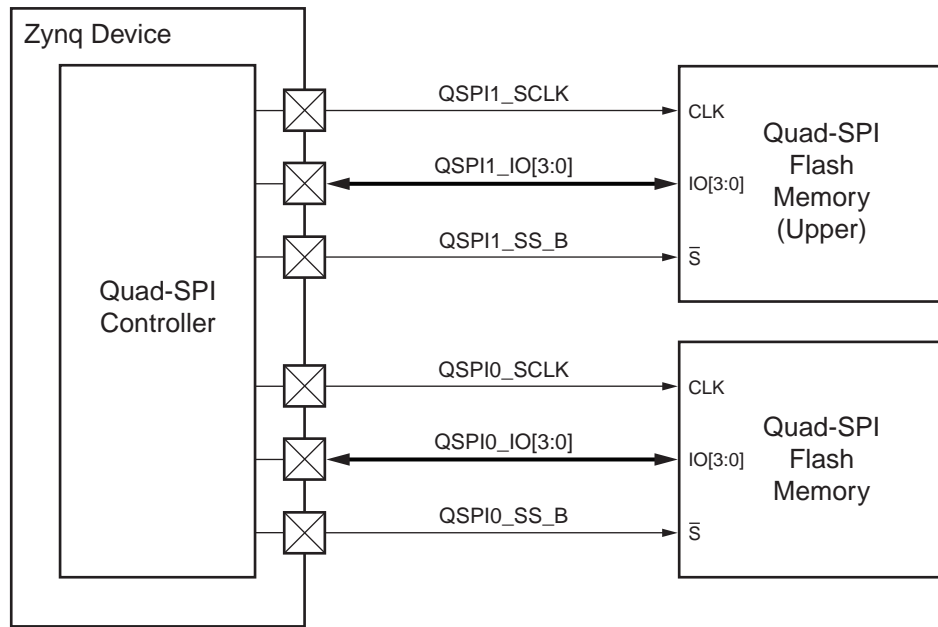 Zynq Device
Quad-SPI
Controller
QSPI1_SCLK
QSPI1_IO[3:0]
QSPI1_SS_B
CLK
IO[3:0]
S̅
Quad-SPI
Flash
Memory
(Upper)
QSPI0_SCLK
QSPI0_IO[3:0]
QSPI0_SS_B
CLK
IO[3:0]
S̅
Quad-SPI
Flash
Memory